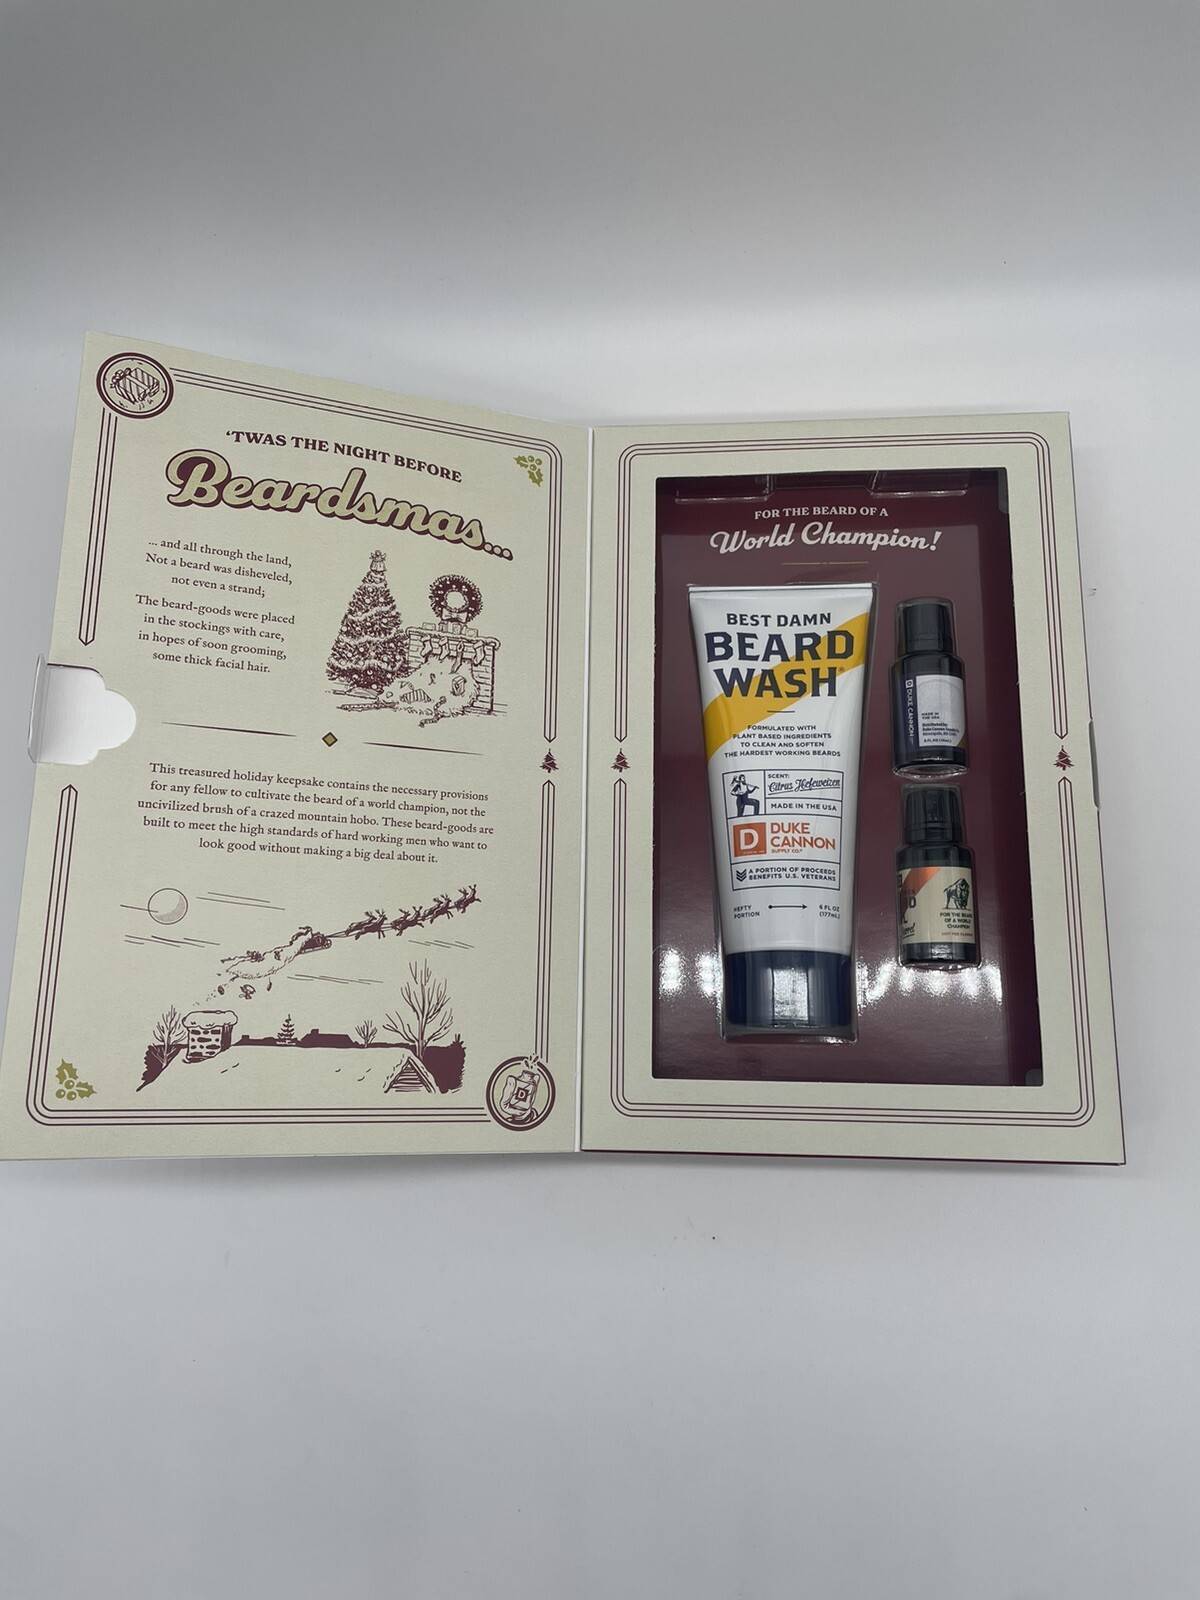 ‘TWAS THE NIGHT BEFORE
Beardsmas...
... and all through the land,
Not a beard was disheveled,
not even a strand;
The beard-goods were placed
in the stockings with care,
in hopes of soon grooming,
some thick facial hair.
This treasured holiday keepsake contains the necessary provisions
for any fellow to cultivate the beard of a world champion, not the
uncivilized brush of a crazed mountain hobo. These beard-goods are
built to meet the high standards of hard working men who want to
look good without making a big deal about it.
D
FOR THE BEARD OF A
World Champion!
BEST DAMN
BEARD
WASH®
FORMULATED WITH
PLANT BASED INGREDIENTS
TO CLEAN AND SOFTEN
THE HARDEST WORKING BEARDS
SCENT:
Citrus Hefeweizen
MADE IN THE USA
D DUKE
CANNON
SUPPLY CO.®
A PORTION OF PROCEEDS
BENEFITS U.S. VETERANS
HEFTY
PORTION
6 FL OZ
(177mL)
D DUKE CANNON
MADE IN
THE USA
Distributed by
FOR THE BEARD
OF A WORLD
CHAMPION